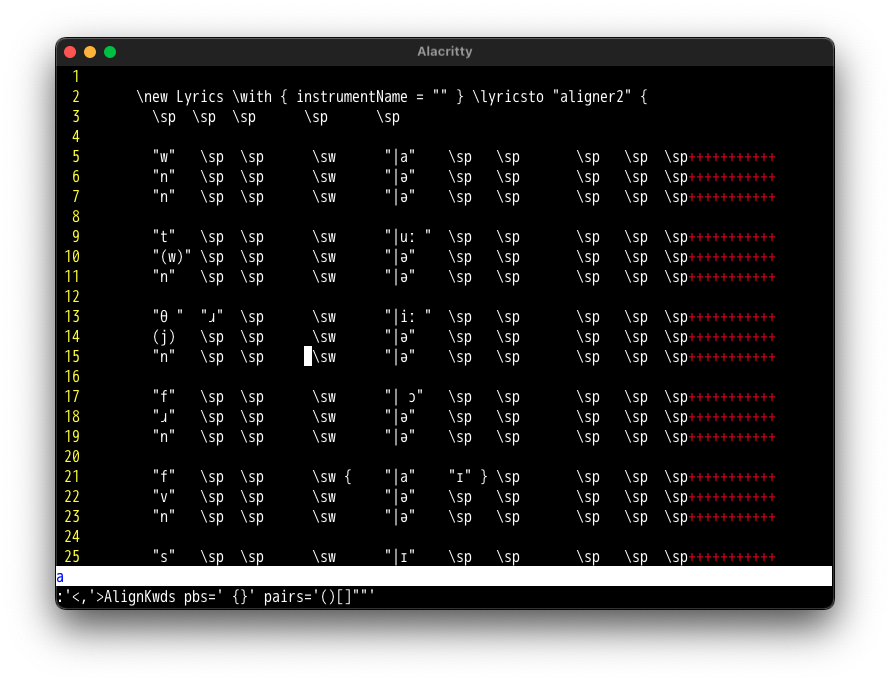 Alacritty
1
2 \new Lyrics \with { instrumentName = "" } \lyricsto "aligner2" {
3 \sp \sp \sp \sp \sp
4
5 "w" \sp \sp \sw "|a" \sp \sp \sp \sp \sp+++++++++++
6 "n" \sp \sp \sw "|ə" \sp \sp \sp \sp \sp+++++++++++
7 "n" \sp \sp \sw "|ə" \sp \sp \sp \sp \sp+++++++++++
8
9 "t" \sp \sp \sw "|uː " \sp \sp \sp \sp \sp+++++++++++
10 "(w)" \sp \sp \sw "|ə" \sp \sp \sp \sp \sp+++++++++++
11 "n" \sp \sp \sw "|ə" \sp \sp \sp \sp \sp+++++++++++
12
13 "θ " "ɹ" \sp \sw "|iː " \sp \sp \sp \sp \sp+++++++++++
14 (j) \sp \sp \sw "|ə" \sp \sp \sp \sp \sp+++++++++++
15 "n" \sp \sp \sw "|ə" \sp \sp \sp \sp \sp+++++++++++
16
17 "f" \sp \sp \sw "| ɔ" \sp \sp \sp \sp \sp+++++++++++
18 "ɹ" \sp \sp \sw "|ə" \sp \sp \sp \sp \sp+++++++++++
19 "n" \sp \sp \sw "|ə" \sp \sp \sp \sp \sp+++++++++++
20
21 "f" \sp \sp \sw { "|a" "ɪ" } \sp \sp \sp \sp+++++++++++
22 "v" \sp \sp \sw "|ə" \sp \sp \sp \sp \sp+++++++++++
23 "n" \sp \sp \sw "|ə" \sp \sp \sp \sp \sp+++++++++++
24
25 "s" \sp \sp \sw "|ɪ" \sp \sp \sp \sp \sp+++++++++++
a
:'<,'>AlignKwds pbs=' {}' pairs='()[]""'